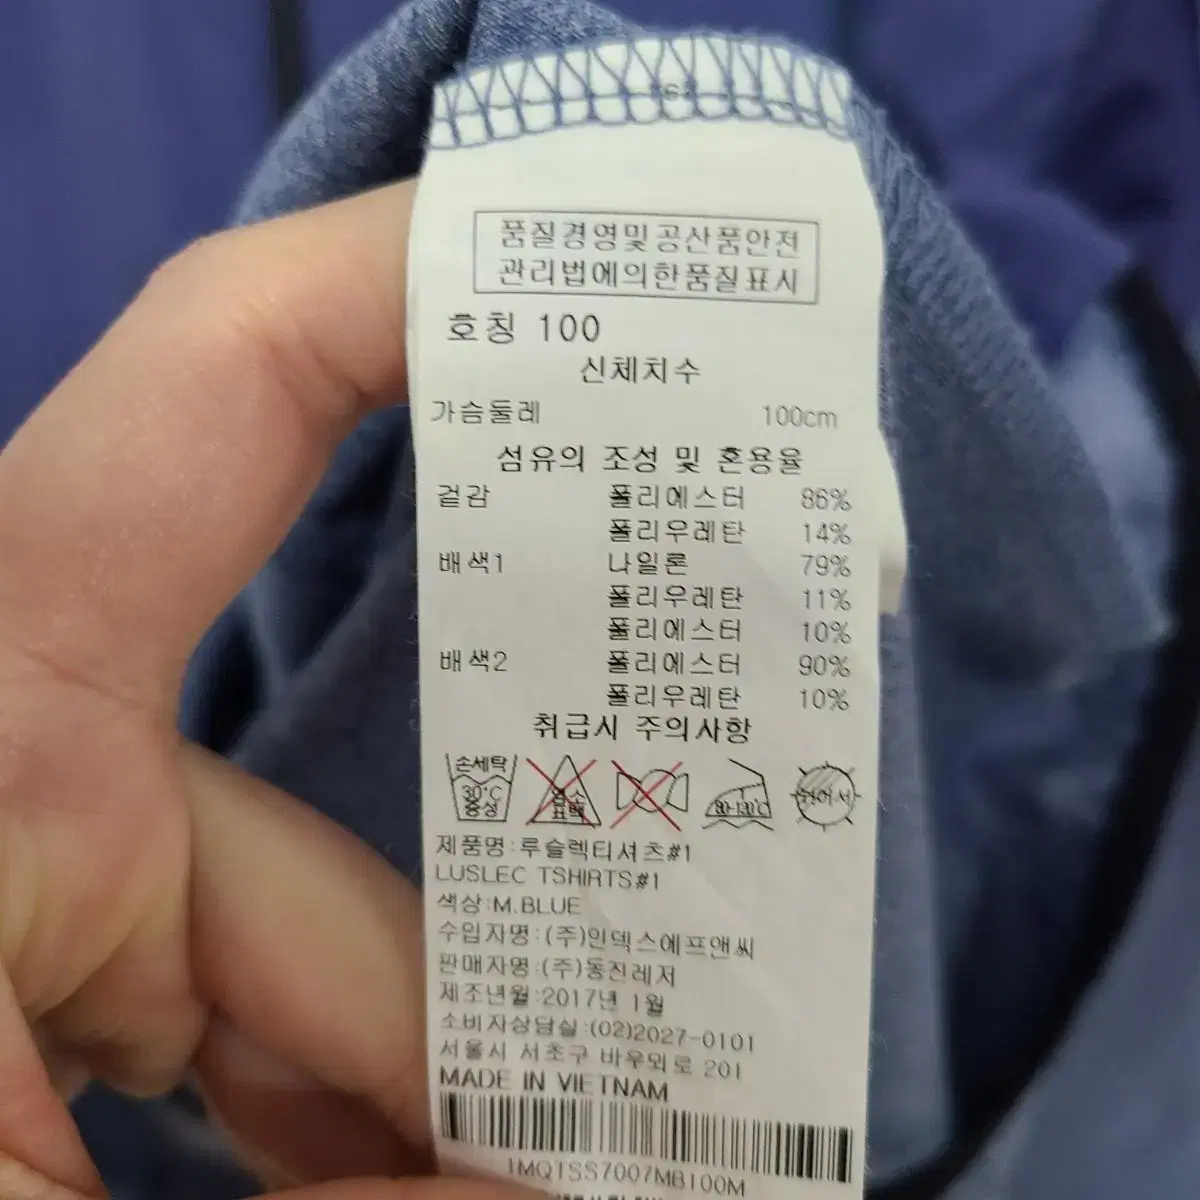 품질경영및공산품안전
관리법에의한품질표시
호칭 100
신체치수
가슴둘레 100cm
섬유의 조성 및 혼용율
겉감 폴리에스터 86%
폴리우레탄 14%
배색1 나일론 79%
폴리우레탄 11%
폴리에스터 10%
배색2 폴리에스터 90%
폴리우레탄 10%
취급시 주의사항
손세탁
30°C
중성
염소
표백
80-130°C
뉘어서
제품명:루슬렉티셔츠#1
LUSLEC TSHIRTS#1
색상:M.BLUE
수입자명:(주)인덱스에프앤씨
판매자명:(주)동진레저
제조년월:2017년 1월
소비자상담실:(02)2027-0101
서울시 서초구 바우뫼로 201
MADE IN VIETNAM
1MQTSS7007MB100M